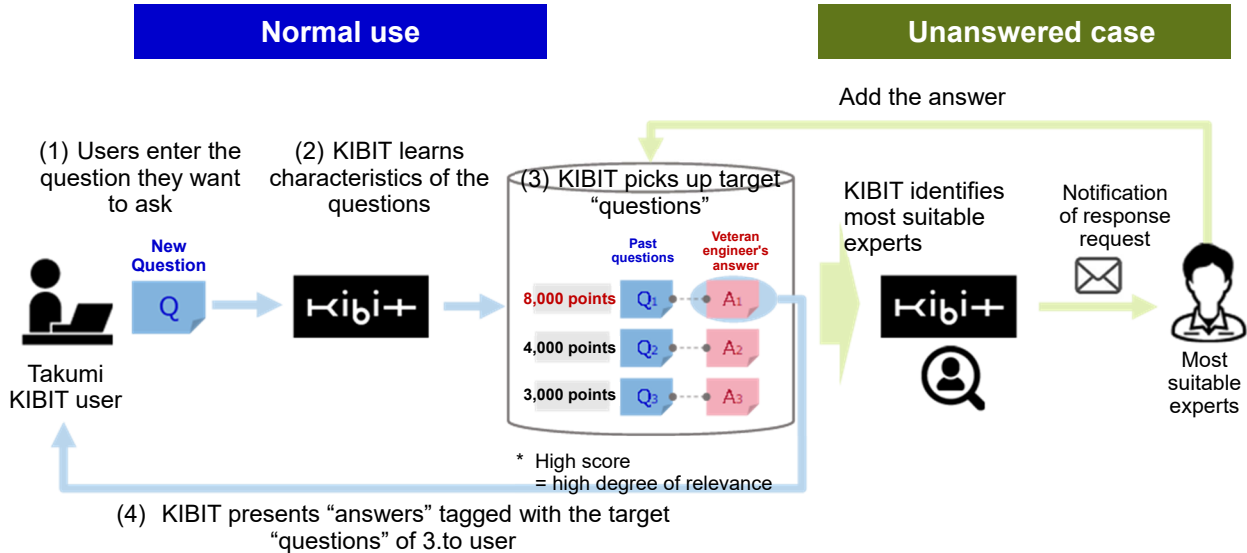 Normal use
Unanswered case
Add the answer
(1) Users enter the
question they want
to ask
(2) KIBIT learns
characteristics of the
questions
(3) KIBIT picks up target
“questions”
KIBIT identifies
most suitable
experts
Notification
of response
request
New
Question
Q
Kibit
Past
questions
Veteran
engineer's
answer
8,000 points
Q1
A1
4,000 points
Q2
A2
3,000 points
Q3
A3
Kibit
Takumi
KIBIT user
Most
suitable
experts
* High score
= high degree of relevance
(4) KIBIT presents “answers” tagged with the target
“questions” of 3.to user